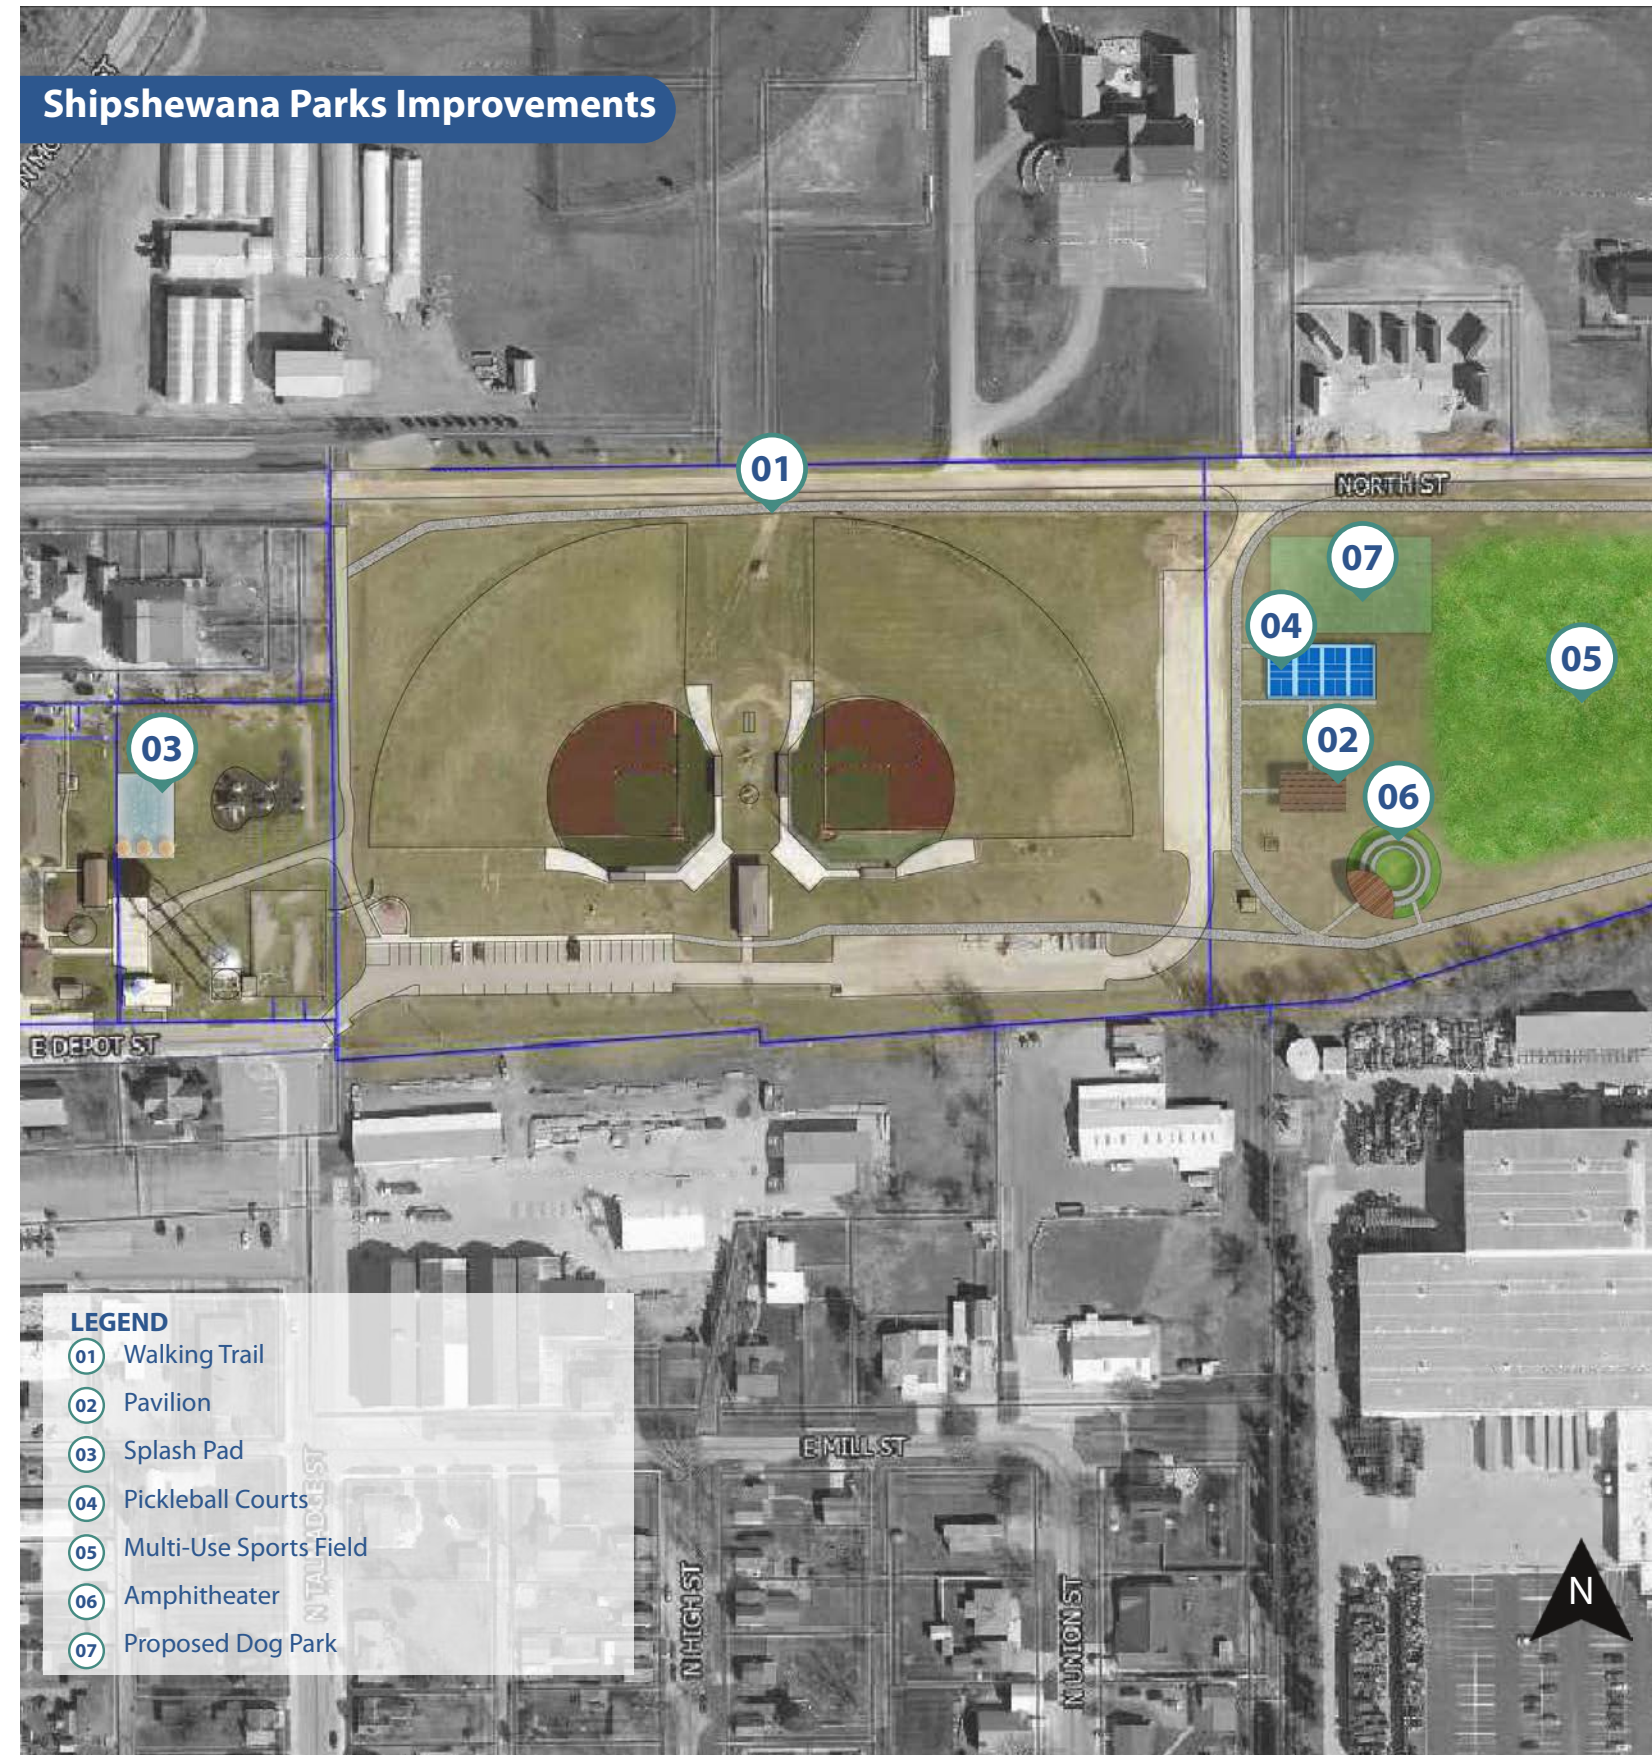 Shipshewana Parks Improvements
01
NORTH ST
07
04
05
02
03
06
E DEPOT ST
LEGEND
01 Walking Trail
02 Pavilion
03 Splash Pad
04 Pickleball Courts
05 Multi-Use Sports Field
06 Amphitheater
07 Proposed Dog Park
E MILL ST
N HIGH ST
N UNION ST
N